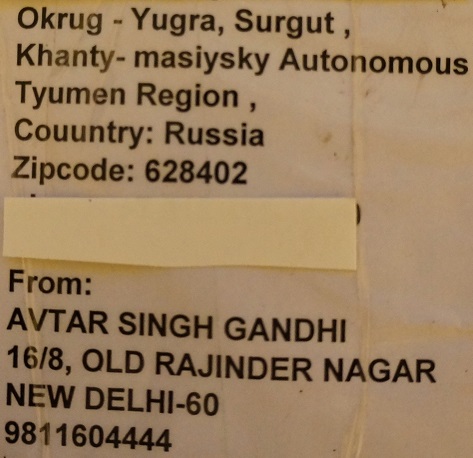 Okrug - Yugra, Surgut ,
Khanty- masiysky Autonomous
Tyumen Region ,
Couuntry: Russia
Zipcode: 628402
From:
AVTAR SINGH GANDHI
16/8, OLD RAJINDER NAGAR
NEW DELHI-60
9811604444